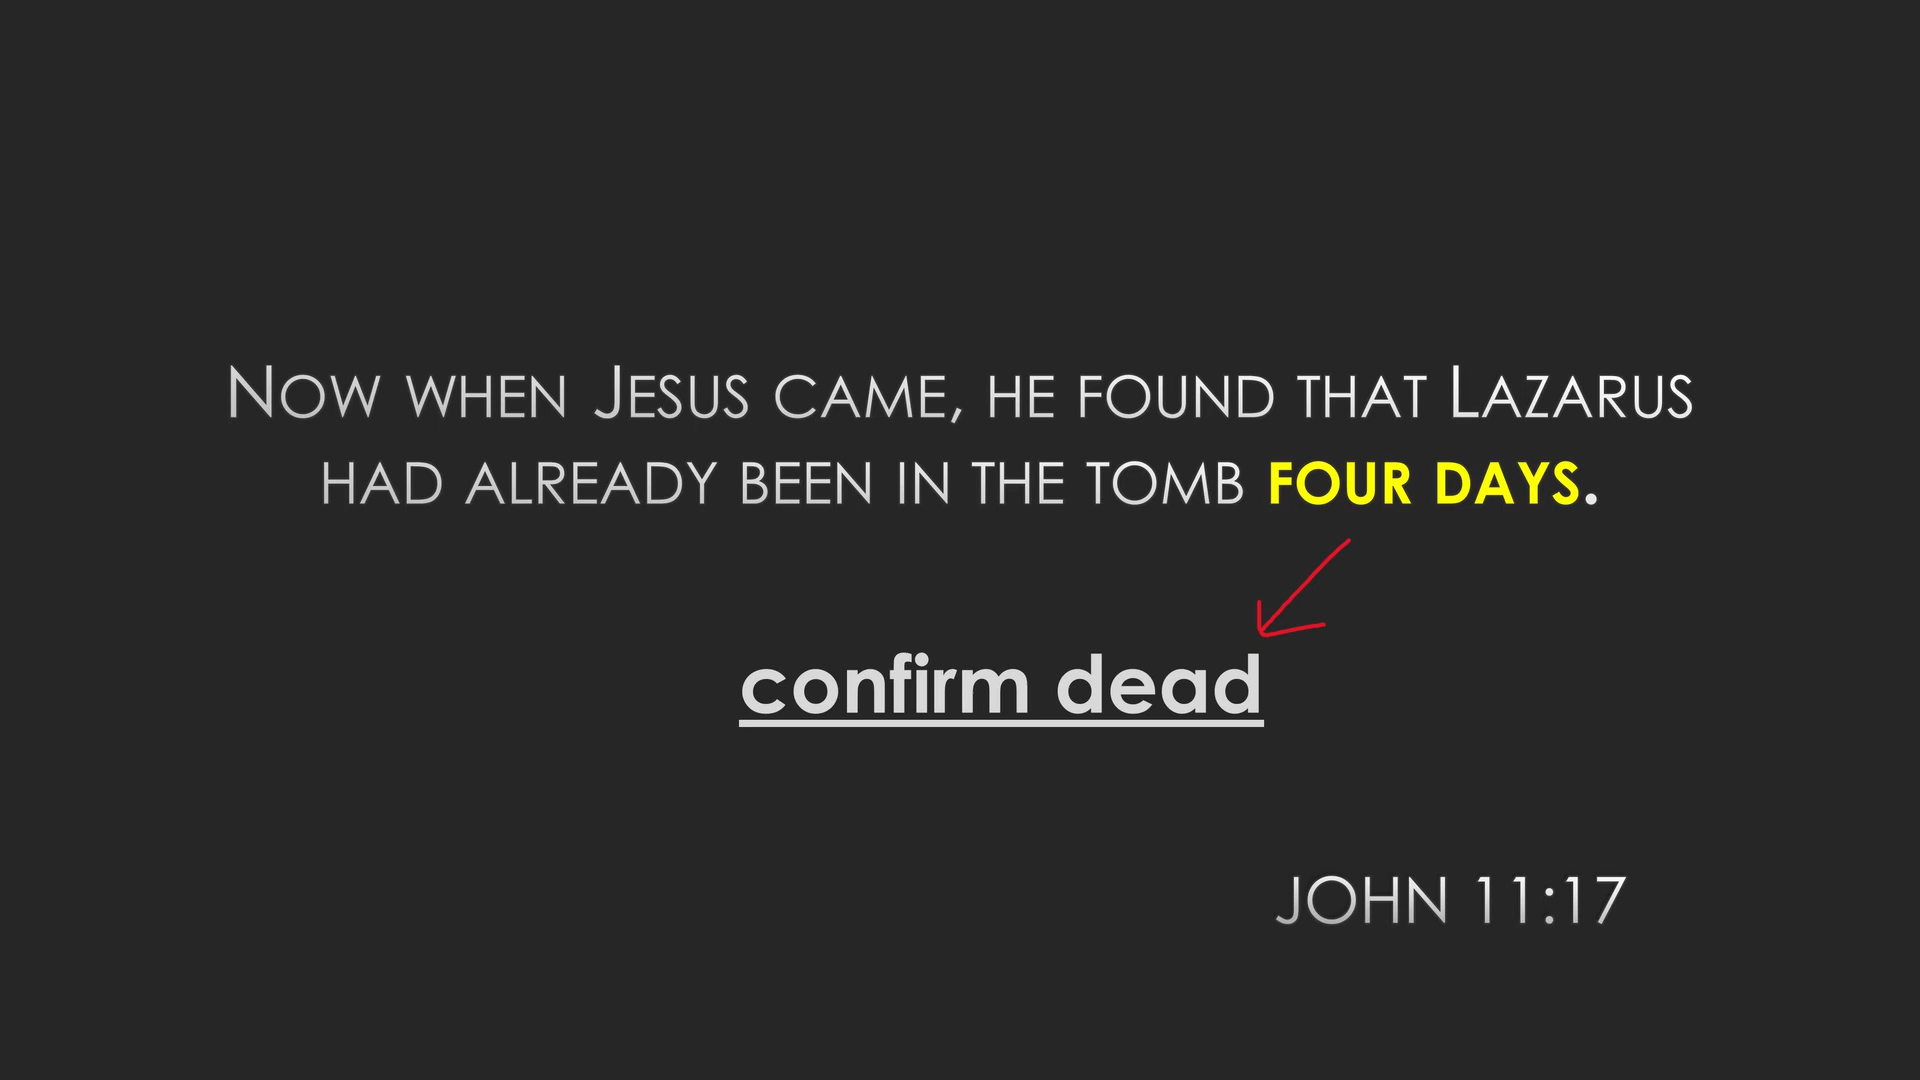 Now when Jesus came, he found that Lazarus
had already been in the tomb four days.
confirm dead
JOHN 11:17